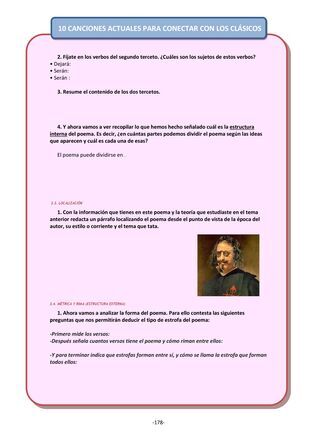 10 CANCIONES ACTUALES PARA CONECTAR CON LOS CLÁSICOS
2. Fíjate en los verbos del segundo terceto. ¿Cuáles son los sujetos de estos verbos?
• Dejará:
• Serán:
• Serán :
3. Resume el contenido de los dos tercetos.
4. Y ahora vamos a ver recopilar lo que hemos hecho señalado cuál es la estructura
interna del poema. Es decir, ¿en cuántas partes podemos dividir el poema según las ideas
que aparecen y cuál es cada una de esas?
El poema puede dividirse en
LOCALIZACIÓN
1. Con la información que tienes en este poema y la teoría que estudiaste en el tema
anterior redacta un párrafo localizando el poema desde el punto de vista de la época del
autor, su estilo o corriente y el tema que tata.
MÉTRICA Y RIMA (ESTRUCTURA EXTERNA)
1. Ahora vamos a analizar la forma del poema. Para ello contesta las siguientes
preguntas que nos permitirán deducir el tipo de estrofa del poema:
-Primero mide los versos:
-Después señala cuantos versos tiene el poema y cómo riman entre ellos:
-Y para terminar indica que estrofas forman entre sí, y cómo se llama la estrofa que forman
todos ellos:
-178-